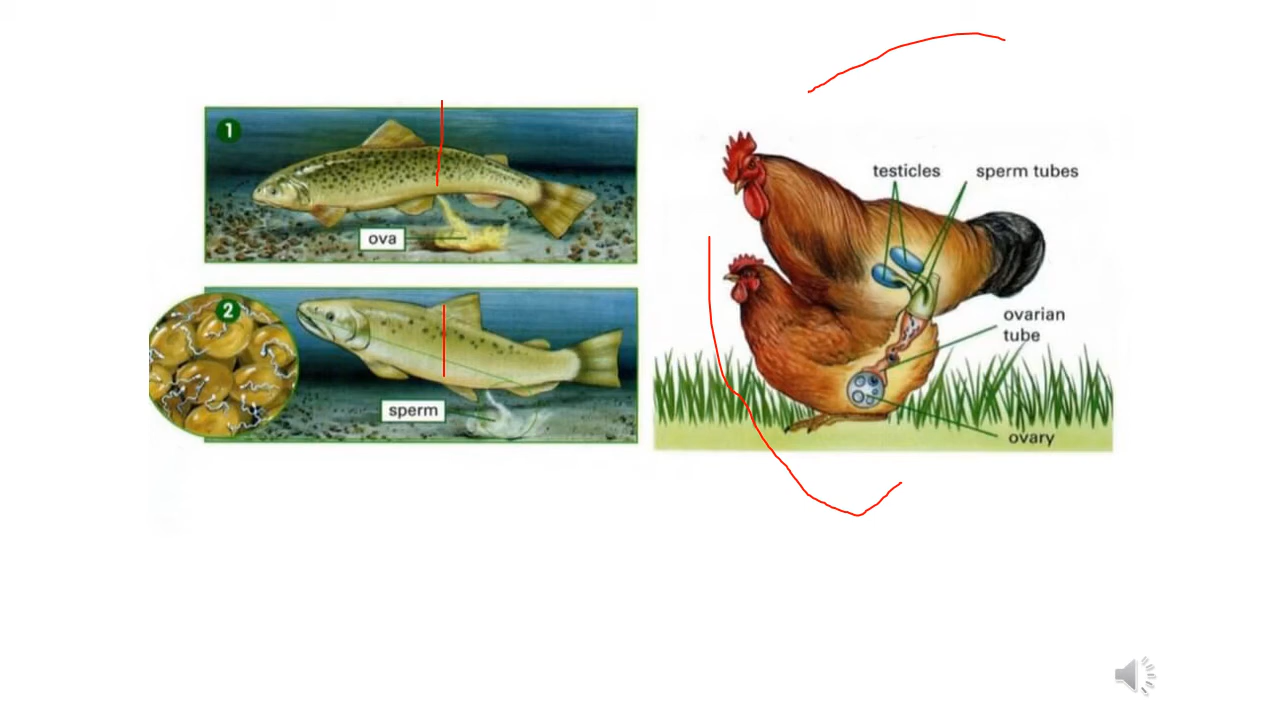 1
ova
2
sperm
testicles
sperm tubes
ovarian
tube
ovary